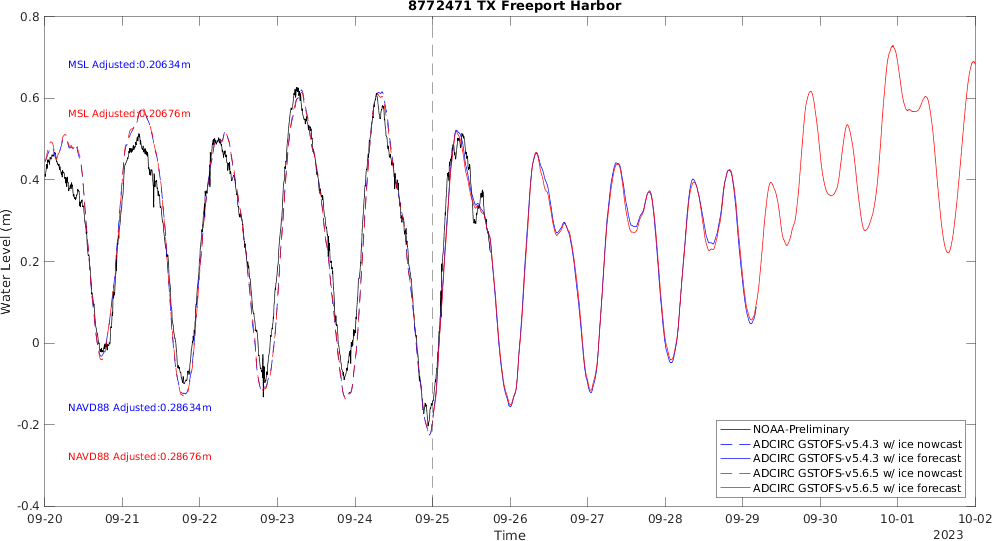 8772471 TX Freeport Harbor
0.8
0.6
0.4
0.2
0
-0.2
-0.4
Water Level (m)
MSL Adjusted:0.20634m
MSL Adjusted:0.20676m
NAVD88 Adjusted:0.28634m
NAVD88 Adjusted:0.28676m
NOAA-Preliminary
ADCIRC GSTOFS-v5.4.3 w/ ice nowcast
ADCIRC GSTOFS-v5.4.3 w/ ice forecast
ADCIRC GSTOFS-v5.6.5 w/ ice nowcast
ADCIRC GSTOFS-v5.6.5 w/ ice forecast
09-20 09-21 09-22 09-23 09-24 09-25 09-26 09-27 09-28 09-29 09-30 10-01 10-02
Time
2023